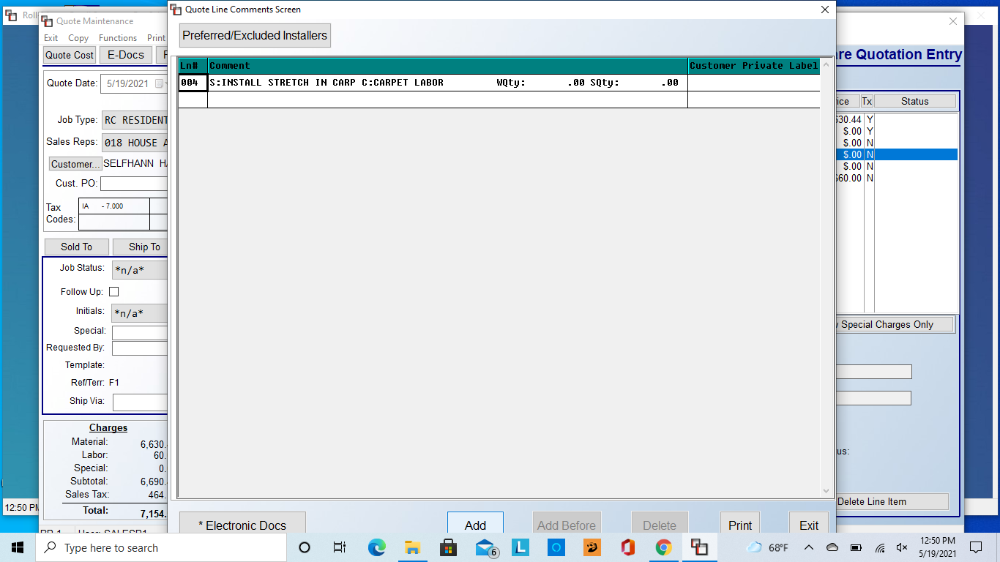 Quote Line Comments Screen
Roll
Quote Maintenance
Exit Copy Functions Print
Preferred/Excluded Installers
Quote Cost E-Docs
re Quotation Entry
Ln# Comment Customer Private Label
Quote Date: 5/19/2021
004 S:INSTALL STRETCH IN CARP C:CARPET LABOR WQty: .00 SQty: .00
ice Tx Status
Job Type: RC RESIDENT
630.44 Y
$.00 Y
Sales Reps: 018 HOUSE A
$.00 N
$.00 N
Customer... SELFHANN HA
$.00 N
Cust. PO:
$60.00 N
Tax Codes: IA - 7.000
Sold To Ship To
Job Status: *n/a*
Follow Up:
Initials: *n/a*
Special:
y Special Charges Only
Requested By:
Template:
Ref/Terr: F1
Ship Via:
Charges
Material: 6,630.
Labor: 60.
us:
Special: 0.
Subtotal: 6,690.
Sales Tax: 464.
Delete Line Item
12:50 PM
Total: 7,154.
* Electronic Docs Add Add Before Delete Print Exit
Type here to search
6
68°F
12:50 PM
5/19/2021